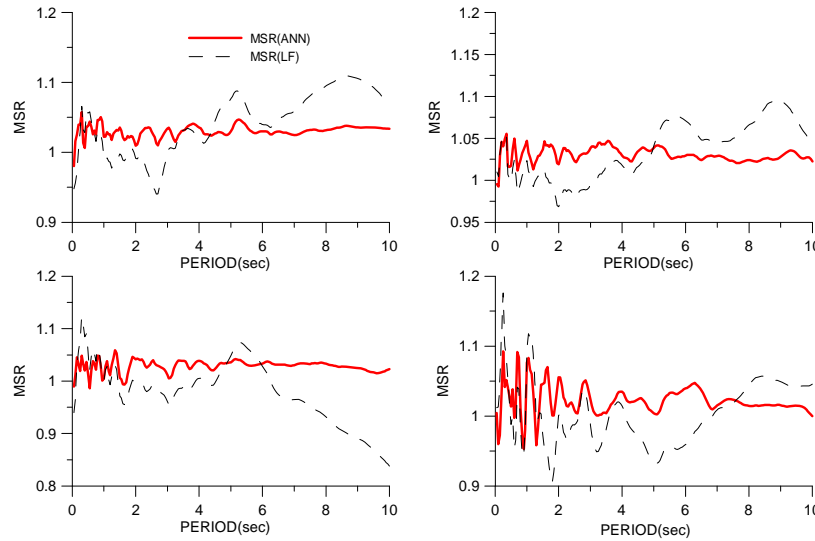 1.2
1.1
1
0.9
MSR
MSR(ANN)
MSR(LF)
0 2 4 6 8 10
PERIOD(sec)
1.2
1.15
1.1
1.05
1
0.95
MSR
0 2 4 6 8 10
PERIOD(sec)
1.2
1.1
1
0.9
0.8
MSR
0 2 4 6 8 10
PERIOD(sec)
1.2
1.1
1
0.9
MSR
0 2 4 6 8 10
PERIOD(sec)